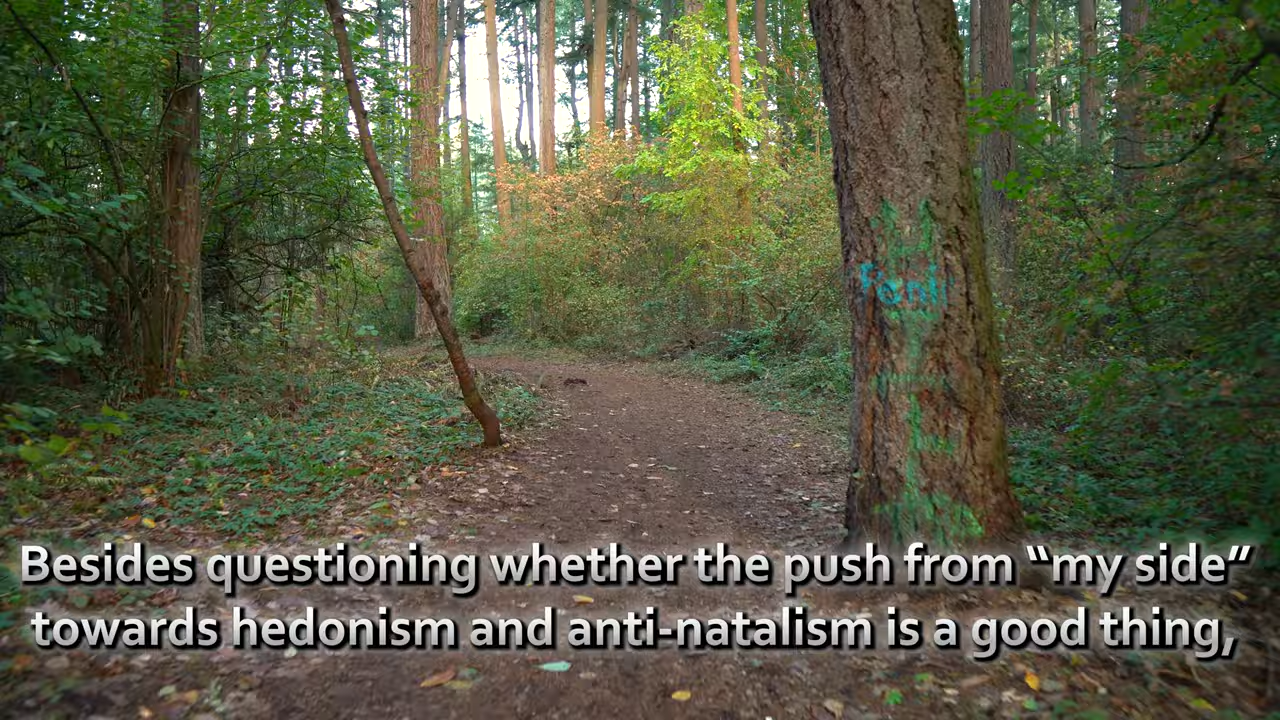 Besides questioning whether the push from “my side”
towards hedonism and anti-natalism is a good thing,